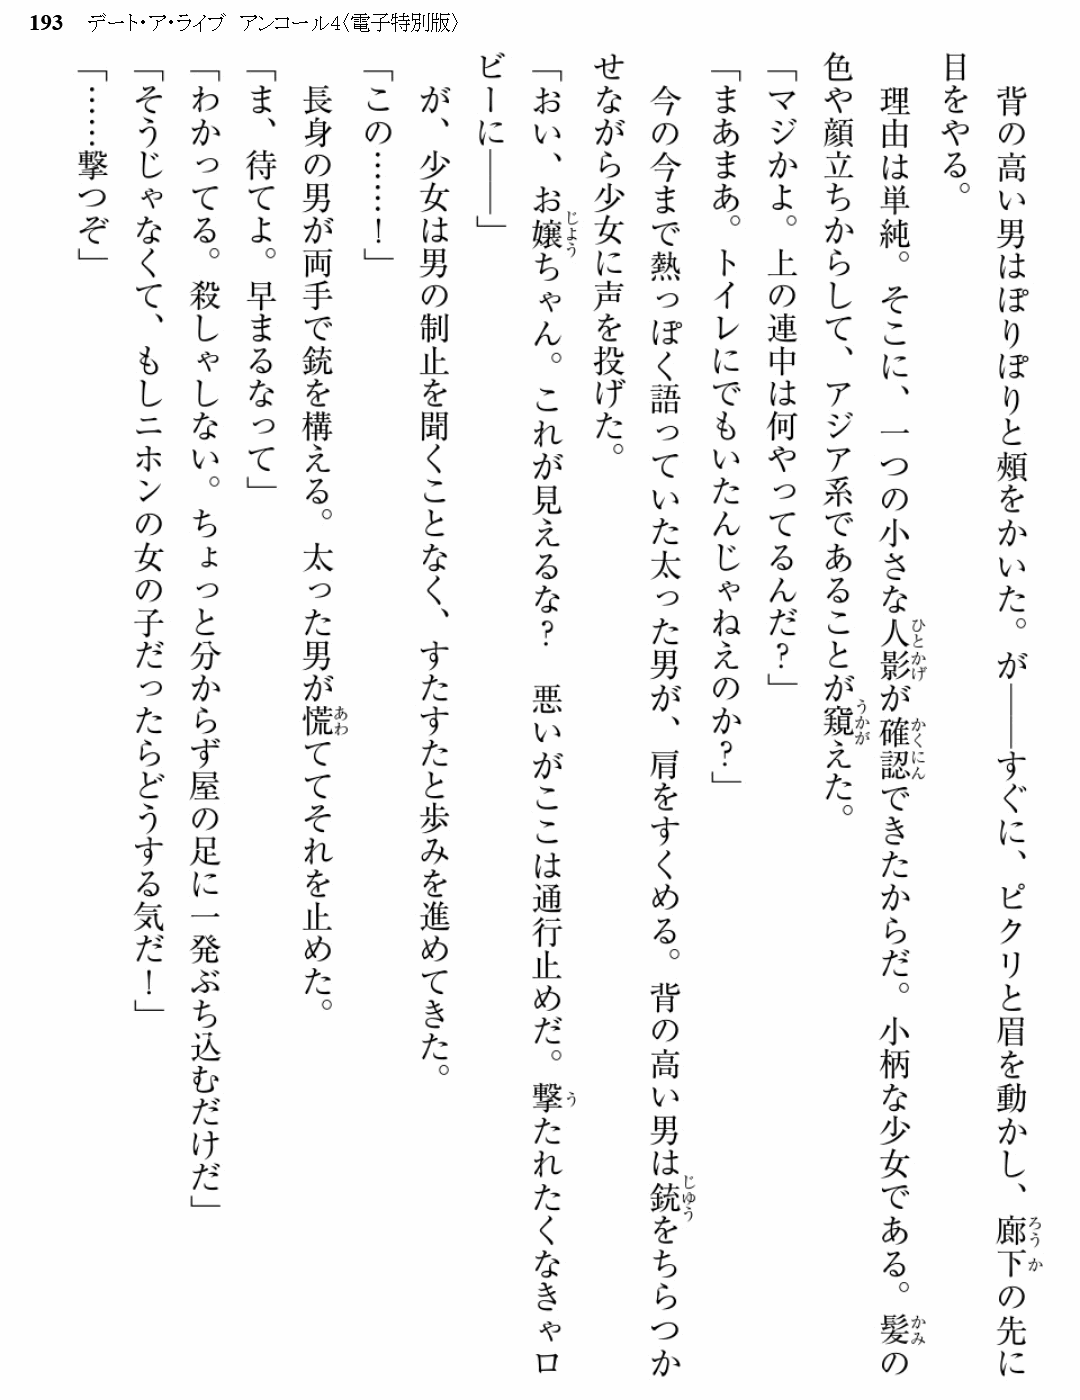 193 デート・ア・ライブ アンコール4〈電子特別版〉
　背の高い男はぽりぽりと頰をかいた。が――すぐに、ピクリと眉を動かし、廊下の先に
目をやる。
　理由は単純。そこに、一つの小さな人影が確認できたからだ。小柄な少女である。髪の
色や顔立ちからして、アジア系であることが窺えた。
「マジかよ。上の連中は何やってるんだ?」
「まあまあ。トイレにでもいたんじゃねえのか?」
　今の今まで熱っぽく語っていた太った男が、肩をすくめる。背の高い男は銃をちらつか
せながら少女に声を投げた。
「おい、お嬢ちゃん。これが見えるな?　悪いがここは通行止めだ。撃たれたくなきゃロ
ビーに――」
　が、少女は男の制止を聞くことなく、すたすたと歩みを進めてきた。
「この……!」
　長身の男が両手で銃を構える。太った男が慌ててそれを止めた。
「ま、待てよ。早まるなって」
「わかってる。殺しゃしない。ちょっと分からず屋の足に一発ぶち込むだけだ」
「そうじゃなくて、もしニホンの女の子だったらどうする気だ!」
「……撃つぞ」